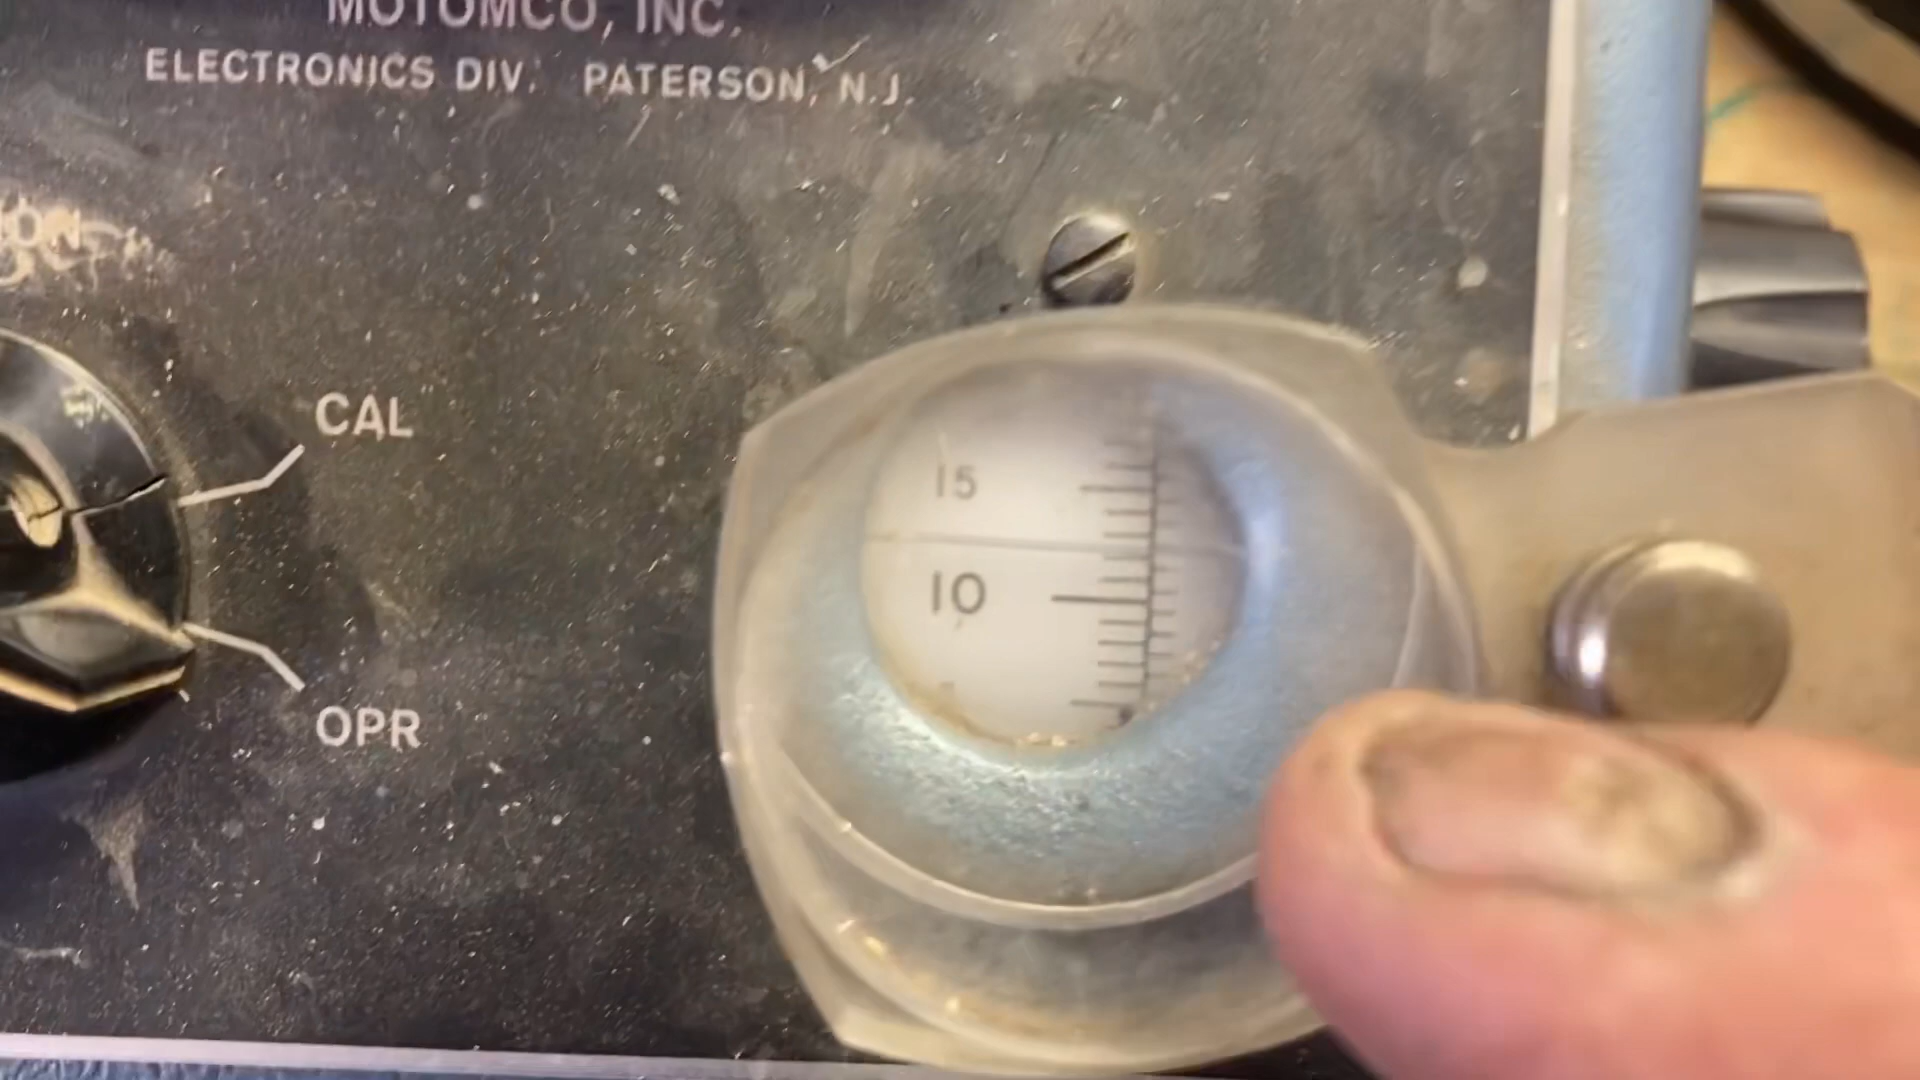 MOTOMCO, INC.
ELECTRONICS DIV. PATERSON, N.J.
CAL
15
10
OPR